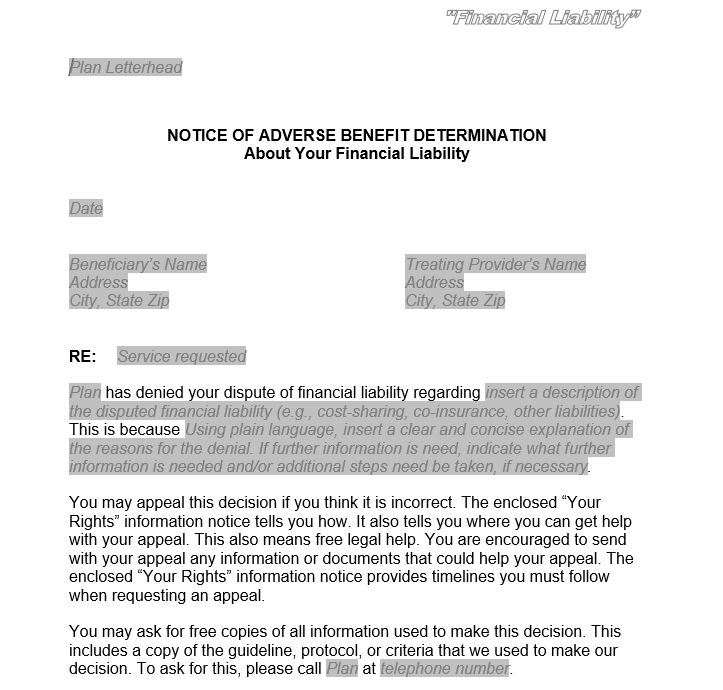 "Financial Liability"
Plan Letterhead
NOTICE OF ADVERSE BENEFIT DETERMINATION
About Your Financial Liability
Date
Beneficiary's Name
Treating Provider's Name
Address
Address
City, State Zip
City, State Zip
RE: Service requested
Plan has denied your dispute of financial liability regarding insert a description of
the disputed financial liability (e.g., cost-sharing, co-insurance, other liabilities).
This is because Using plain language, insert a clear and concise explanation of
the reasons for the denial. If further information is need, indicate what further
information is needed and/or additional steps need be taken, if necessary.
You may appeal this decision if you think it is incorrect. The enclosed “Your
Rights” information notice tells you how. It also tells you where you can get help
with your appeal. This also means free legal help. You are encouraged to send
with your appeal any information or documents that could help your appeal. The
enclosed “Your Rights” information notice provides timelines you must follow
when requesting an appeal.
You may ask for free copies of all information used to make this decision. This
includes a copy of the guideline, protocol, or criteria that we used to make our
decision. To ask for this, please call Plan at telephone number.